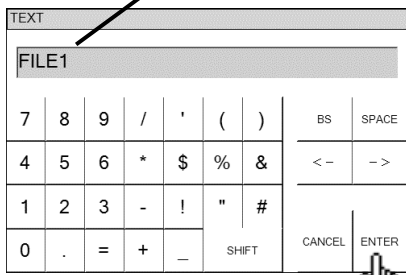 TEXT
FILE1
7 8 9 / ' ( ) BS SPACE
4 5 6 * $ % & <- ->
1 2 3 - ! " #
0 . = + _ SHIFT CANCEL ENTER